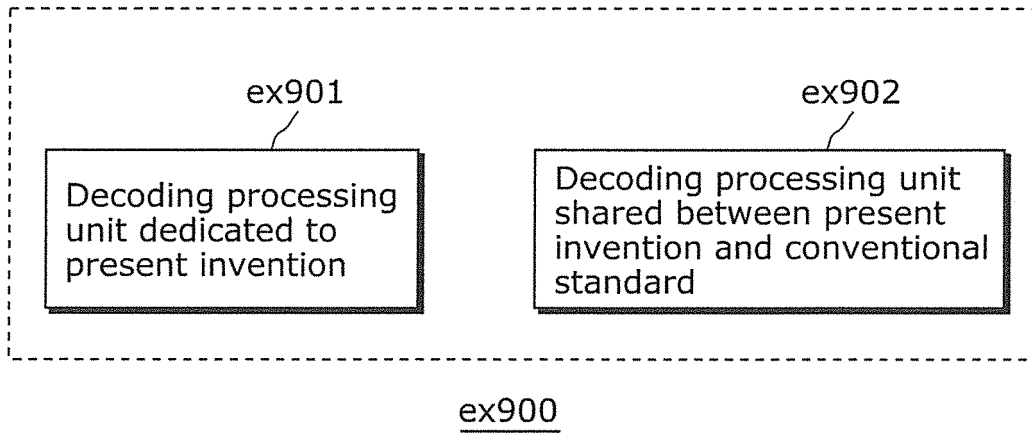 ex901
Decoding processing
unit dedicated to
present invention
ex902
Decoding processing unit
shared between present
invention and conventional
standard
ex900